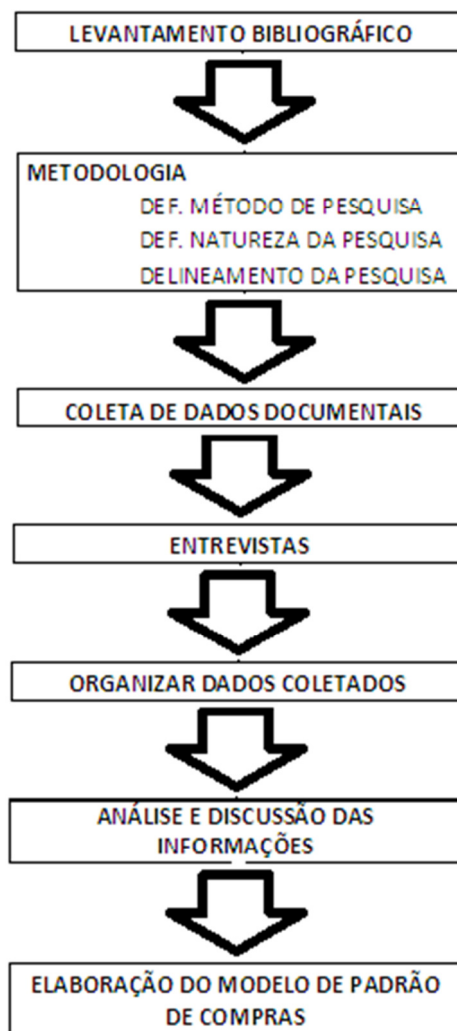 LEVANTAMENTO BIBLIOGRÁFICO
METODOLOGIA
DEF. MÉTODO DE PESQUISA
DEF. NATUREZA DA PESQUISA
DELINEAMENTO DA PESQUISA
COLETA DE DADOS DOCUMENTAIS
ENTREVISTAS
ORGANIZAR DADOS COLETADOS
ANÁLISE E DISCUSSÃO DAS
INFORMAÇÕES
ELABORAÇÃO DO MODELO DE PADRÃO
DE COMPRAS